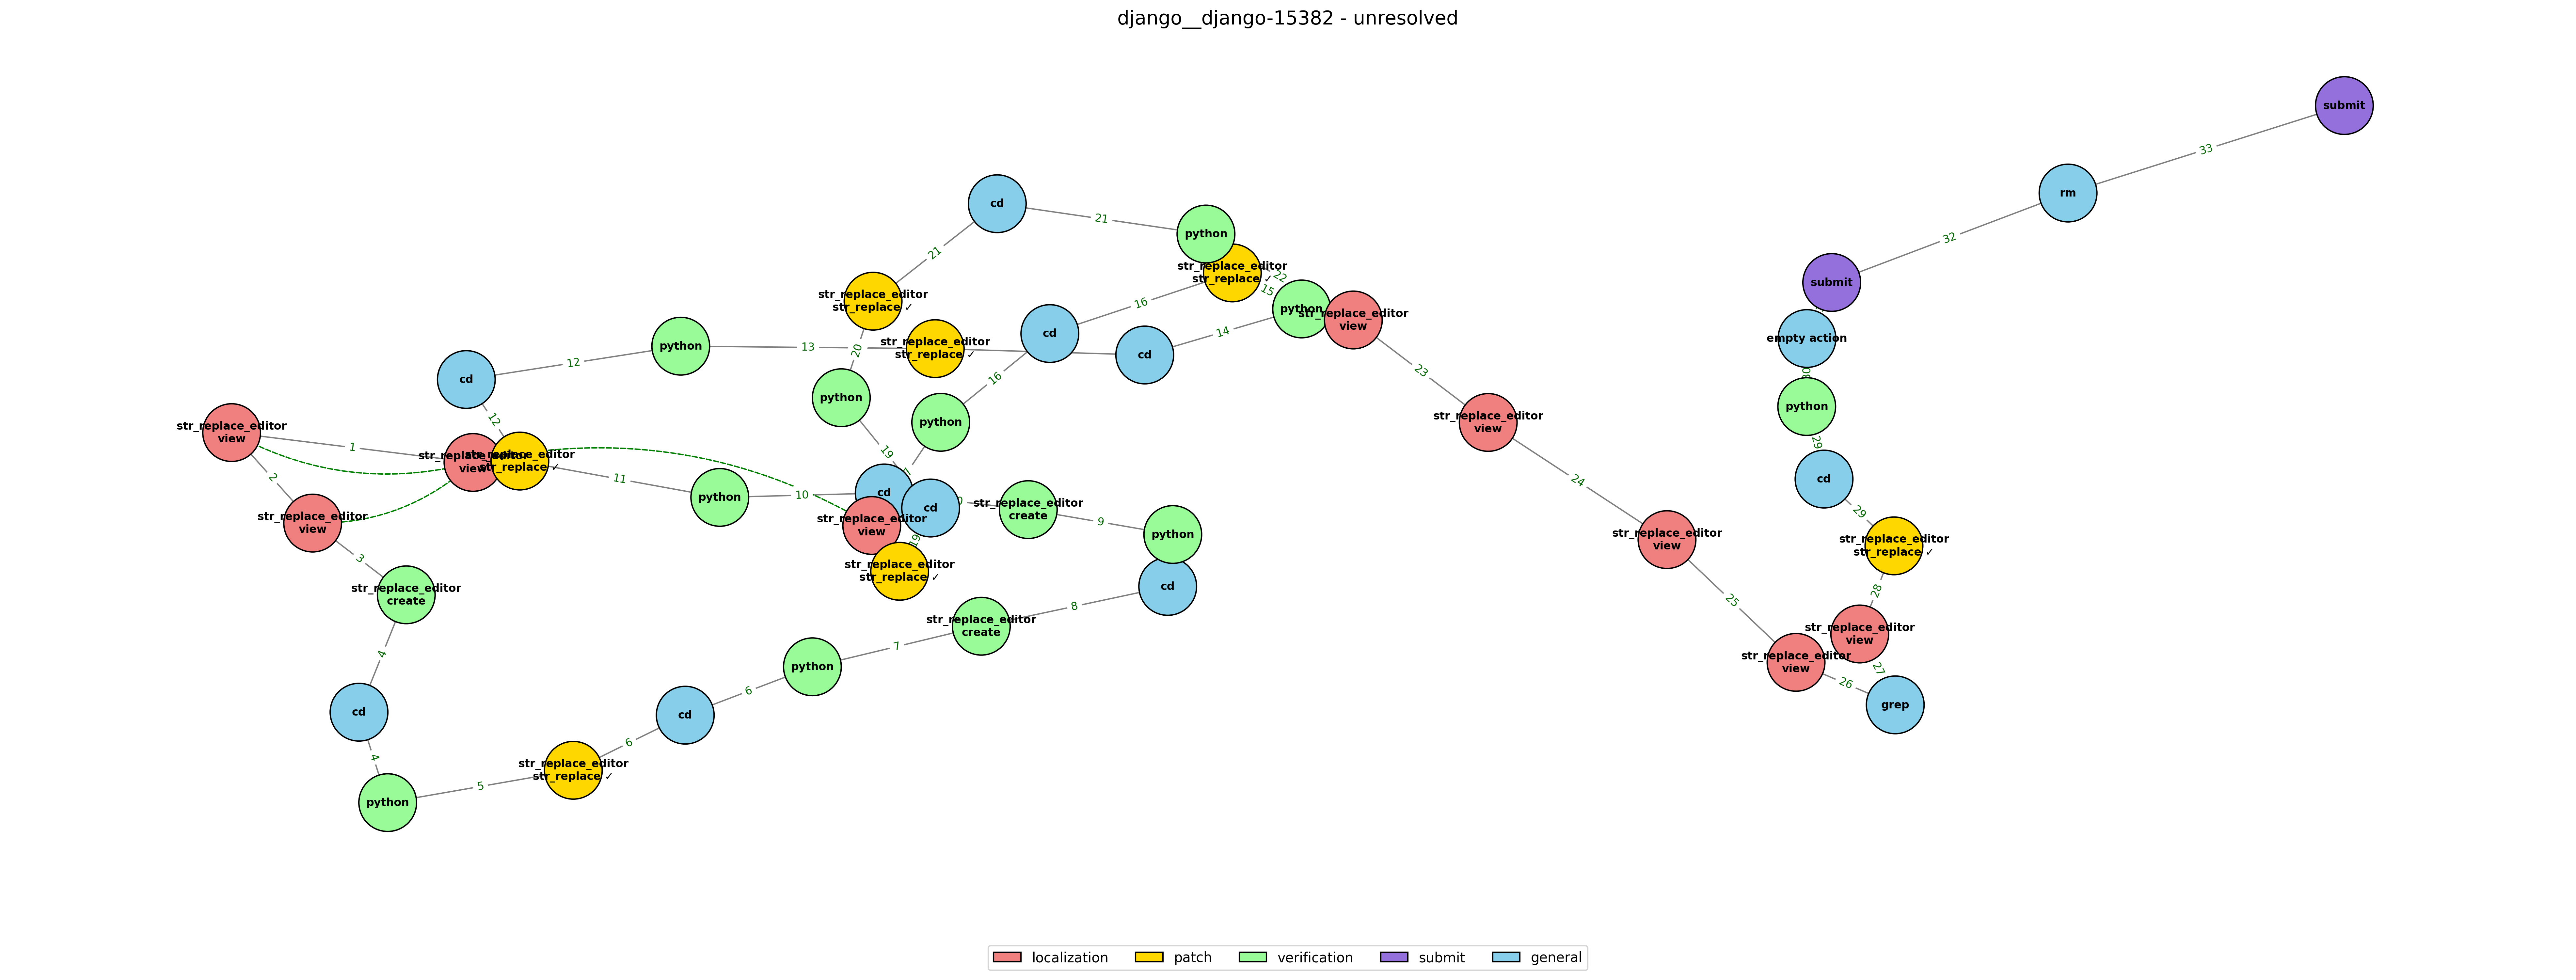 django__django-15382 - unresolved
submit
33
rm
32
submit
empty action
30
python
29
cd
29
str_replace_editor
str_replace ✓
28
str_replace_editor
view
27
grep
26
str_replace_editor
view
25
str_replace_editor
view
24
str_replace_editor
view
23
str_replace_editor
view
22
python
21
cd
21
str_replace_editor
str_replace ✓
20
python
19
cd
19
str_replace_editor
str_replace ✓
str_replace_editor
view
python
16
cd
16
str_replace_editor
str_replace ✓
15
python
14
cd
str_replace_editor
str_replace ✓
13
python
12
cd
12
str_replace_editor
str_replace ✓
11
python
10
cd
str_replace_editor
create
9
python
cd
8
str_replace_editor
create
7
python
6
cd
6
str_replace_editor
str_replace ✓
5
python
4
cd
4
str_replace_editor
create
3
str_replace_editor
view
2
str_replace_editor
view
1
str_replace_editor
view
localization
patch
verification
submit
general